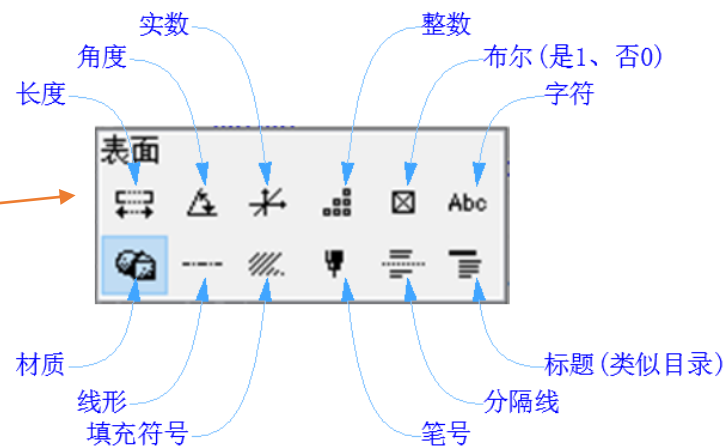 实数
整数
角度
布尔(是1、否0)
长度
字符
表面
Abc
材质
标题(类似目录)
线形
分隔线
填充符号
笔号